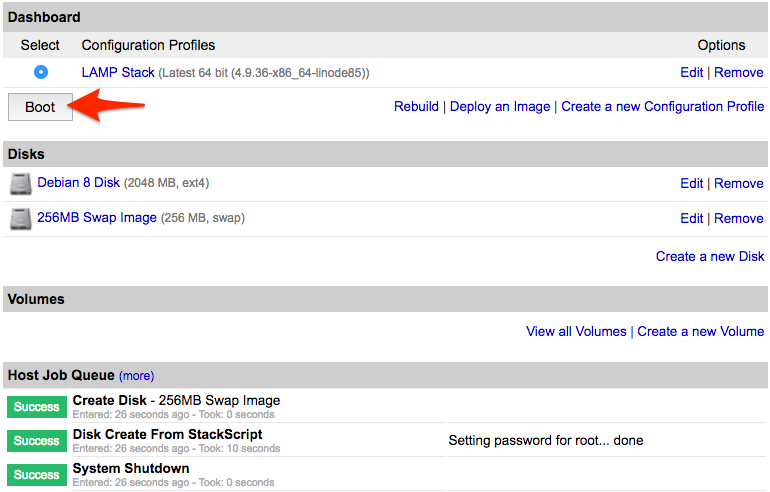 Dashboard
Select Configuration Profiles Options
LAMP Stack (Latest 64 bit (4.9.36-x86_64-linode85)) Edit | Remove
Boot Rebuild | Deploy an Image | Create a new Configuration Profile
Disks
Debian 8 Disk (2048 MB, ext4) Edit | Remove
256MB Swap Image (256 MB, swap) Edit | Remove
Create a new Disk
Volumes
View all Volumes | Create a new Volume
Host Job Queue (more)
Success Create Disk - 256MB Swap Image
Entered: 26 seconds ago - Took: 0 seconds
Success Disk Create From StackScript Setting password for root... done
Entered: 26 seconds ago - Took: 10 seconds
Success System Shutdown
Entered: 26 seconds ago - Took: 0 seconds